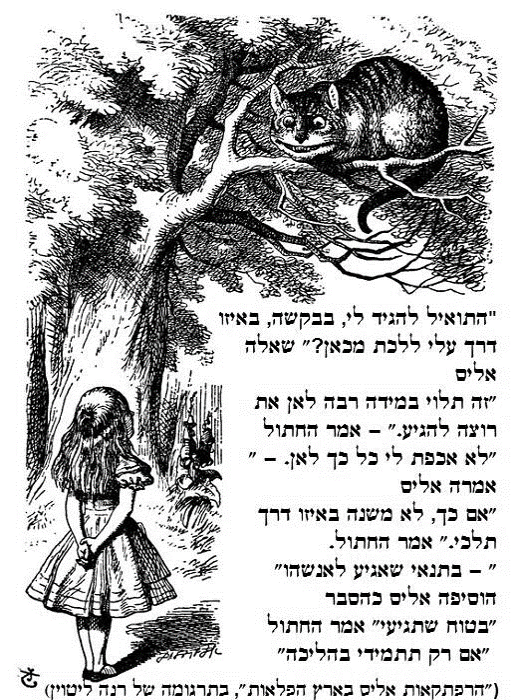 "התואיל להגיד לי, בבקשה, באיזו
דרך עלי ללכת מכאן?" שאלה
אליס
"זה תלוי במידה רבה לאן את
רוצה להגיע." – אמר החתול
"לא אכפת לי כל כך לאן. – "
אמרה אליס
"אם כך, לא משנה באיזו דרך
תלכי." אמר החתול.
" – בתנאי שאגיע לאנשהו"
הוסיפה אליס כהסבר
"בטוח שתגיעי" אמר החתול
"אם רק תתמידי בהליכה"
("הרפתקאות אליס בארץ הפלאות", בתרגומה של רנה ליטוין)